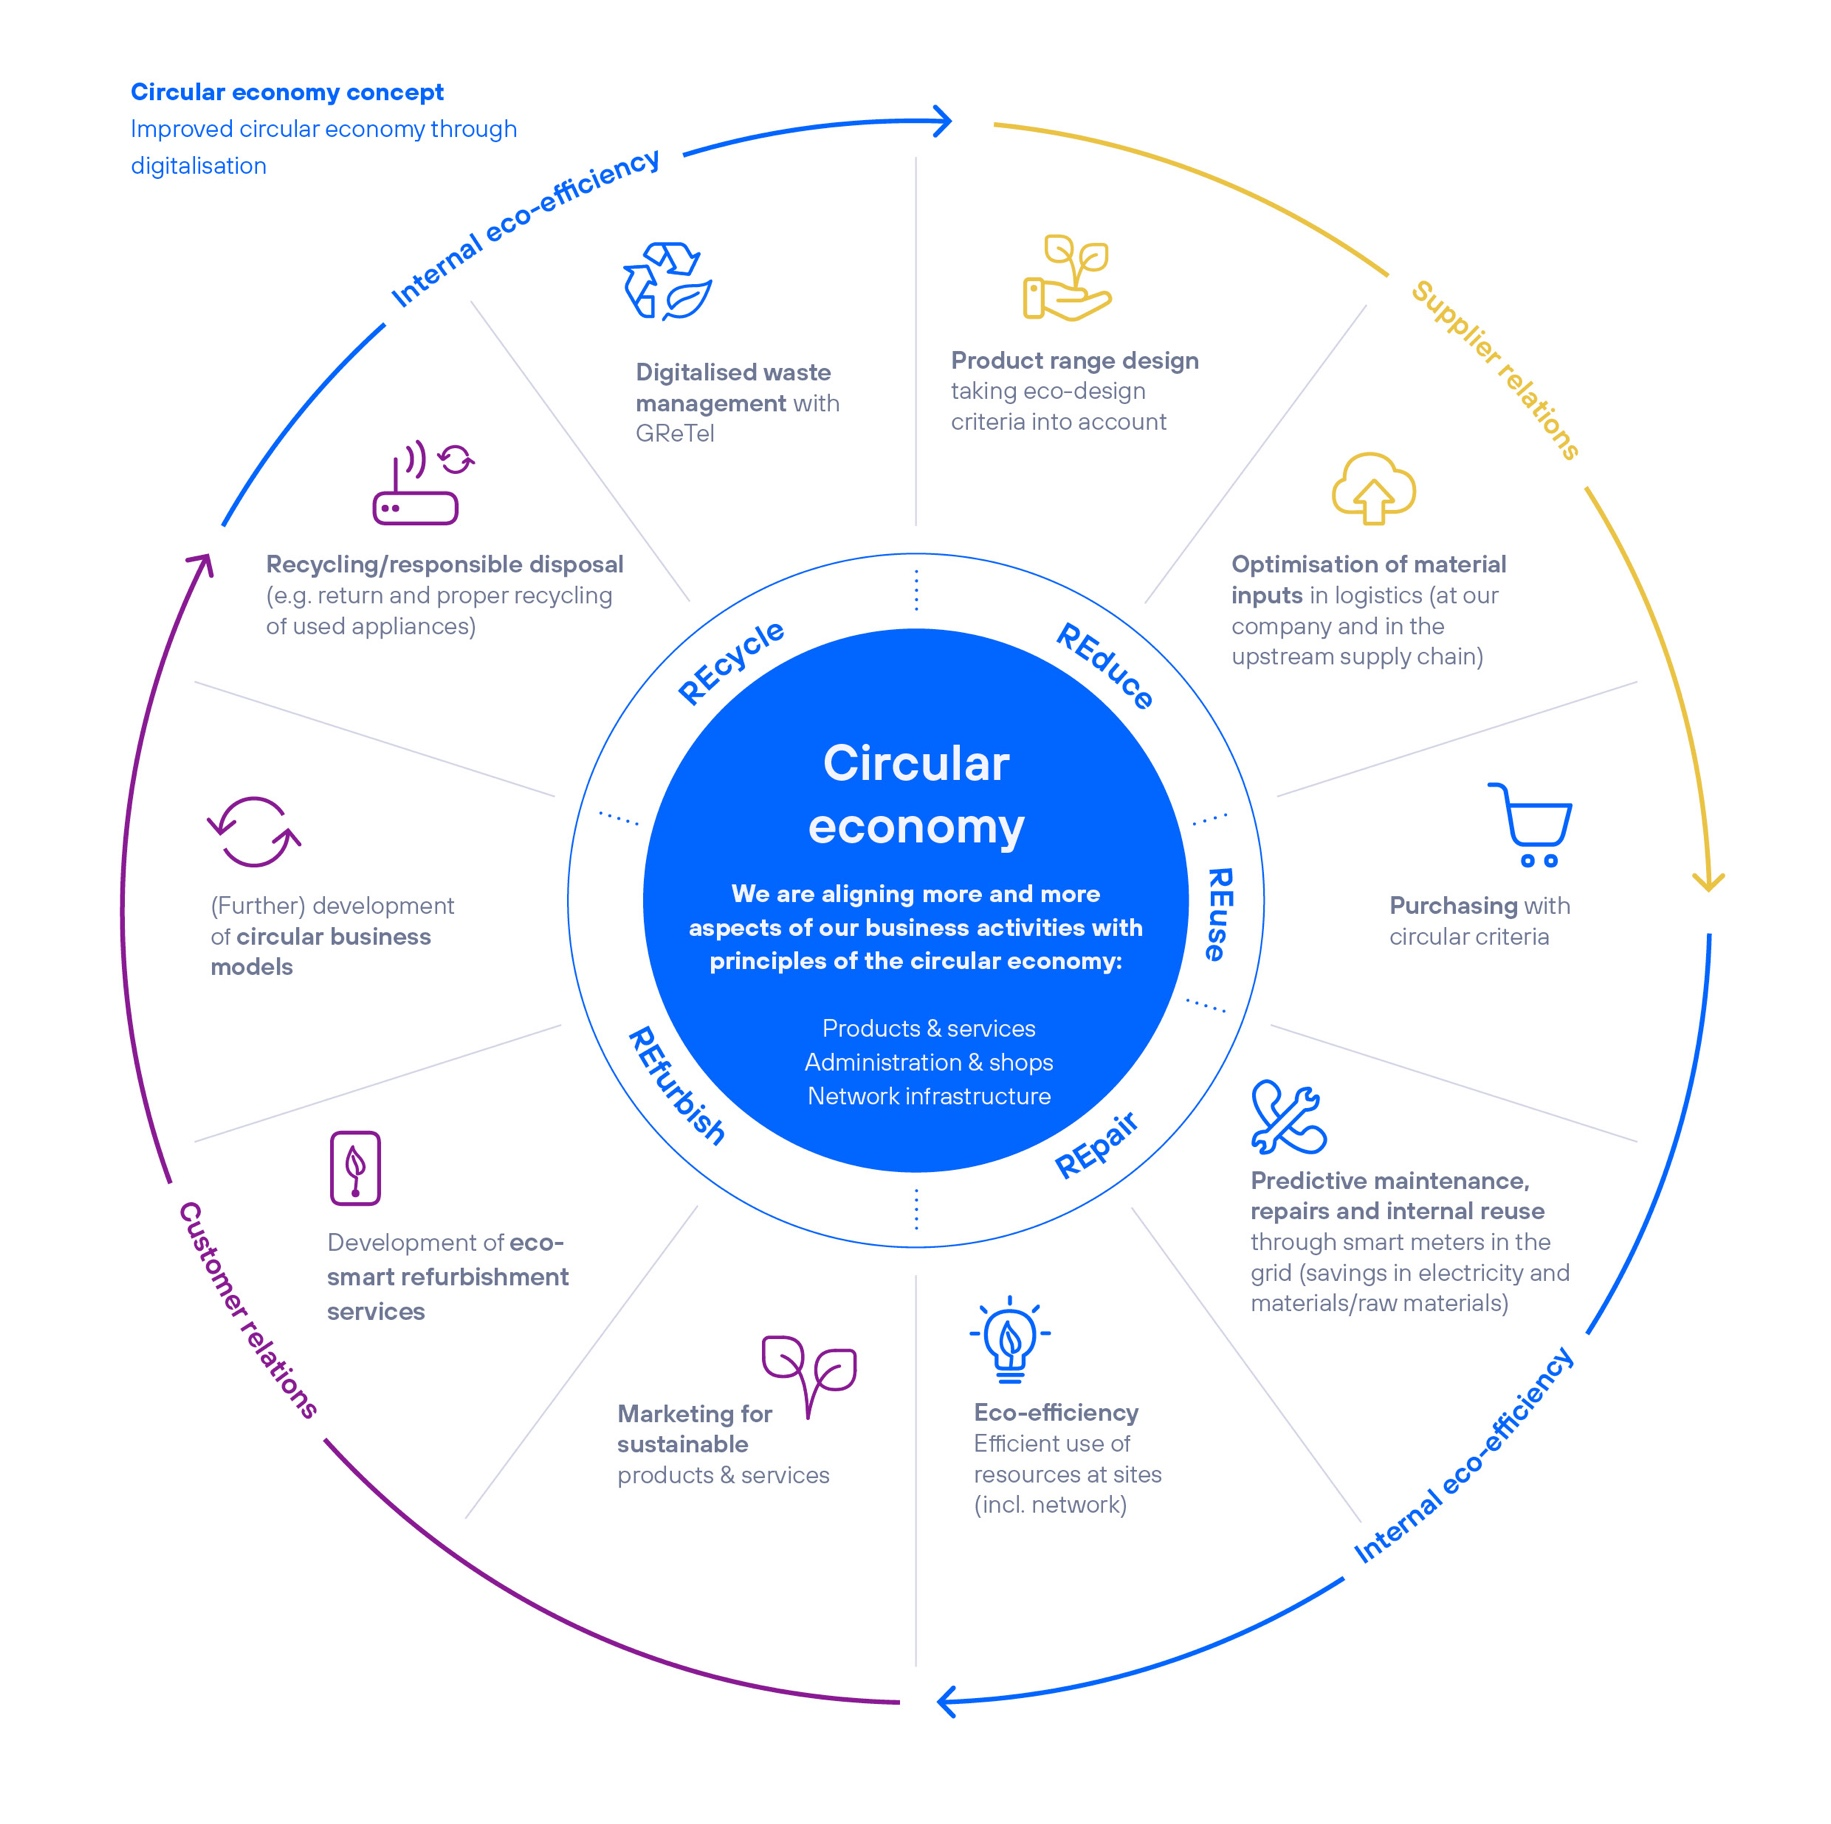 Circular economy concept
Improved circular economy through
digitalisation
Internal eco-efficiency
Supplier relations
Digitalised waste
management with
GReTel
Product range design
taking eco-design
criteria into account
Recycling/responsible disposal
(e.g. return and proper recycling
of used appliances)
Optimisation of material
inputs in logistics (at our
company and in the
upstream supply chain)
REcycle
REduce
Circular
economy
We are aligning more and more
aspects of our business activities with
principles of the circular economy:
Products & services
Administration & shops
Network infrastructure
REuse
REpair
REfurbish
(Further) development
of circular business
models
Purchasing with
circular criteria
Development of eco-
smart refurbishment
services
Predictive maintenance,
repairs and internal reuse
through smart meters in the
grid (savings in electricity and
materials/raw materials)
Customer relations
Marketing for
sustainable
products & services
Eco-efficiency
Efficient use of
resources at sites
(incl. network)
Internal eco-efficiency